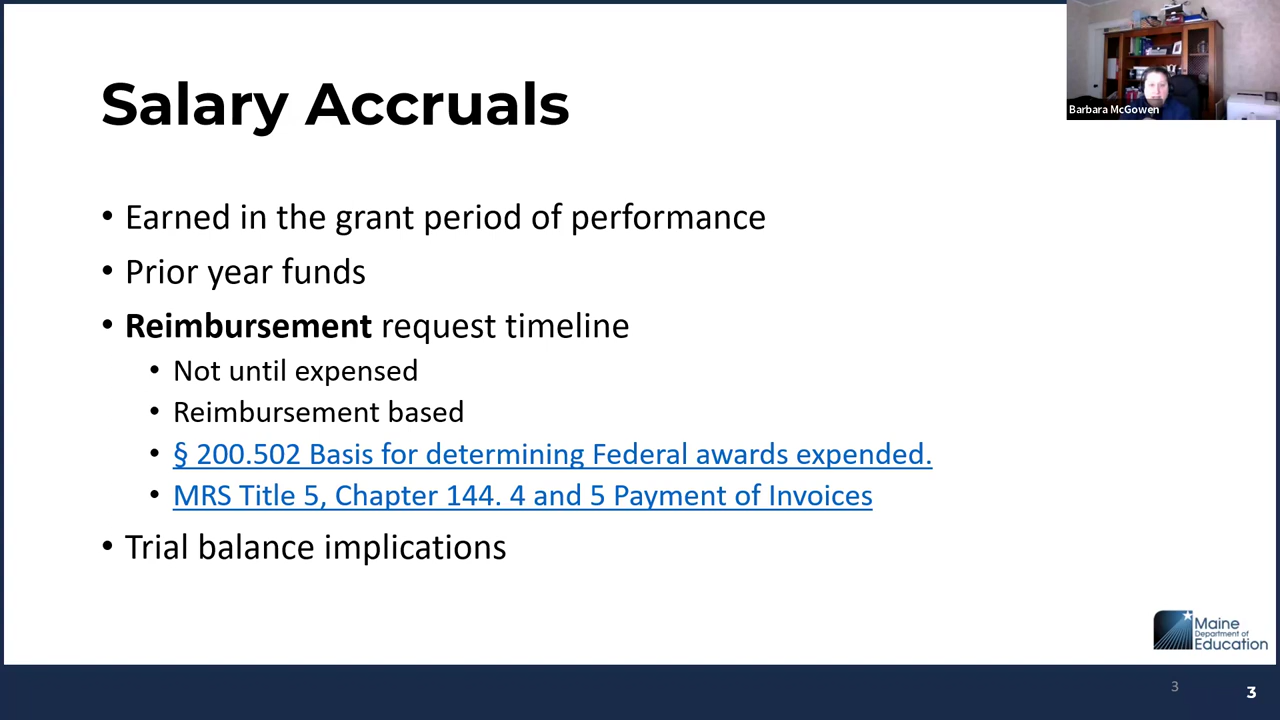 Barbara McGowen
Salary Accruals
• Earned in the grant period of performance
• Prior year funds
• Reimbursement request timeline
• Not until expensed
• Reimbursement based
• § 200.502 Basis for determining Federal awards expended.
• MRS Title 5, Chapter 144. 4 and 5 Payment of Invoices
• Trial balance implications
Maine
Department of
Education
3
3